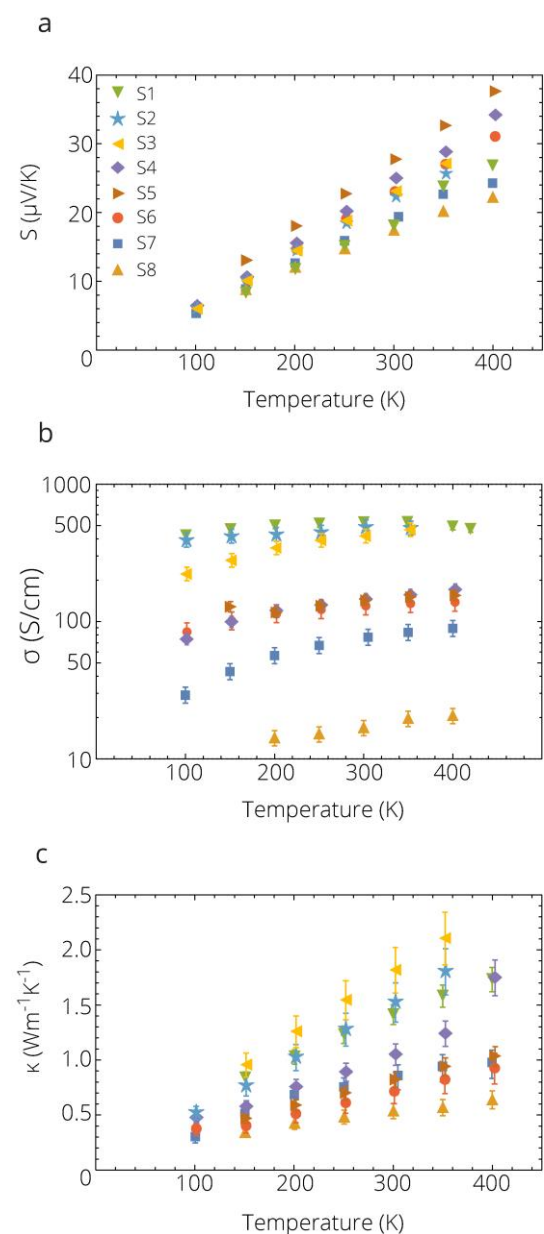 a
40
30
20
10
0
S (μV/K)
S1
S2
S3
S4
S5
S6
S7
S8
100 200 300 400
Temperature (K)
b
1000
500
100
50
10
σ (S/cm)
100 200 300 400
Temperature (K)
c
2.5
2.0
1.5
1.0
0.5
0
κ (Wm⁻¹K⁻¹)
100 200 300 400
Temperature (K)